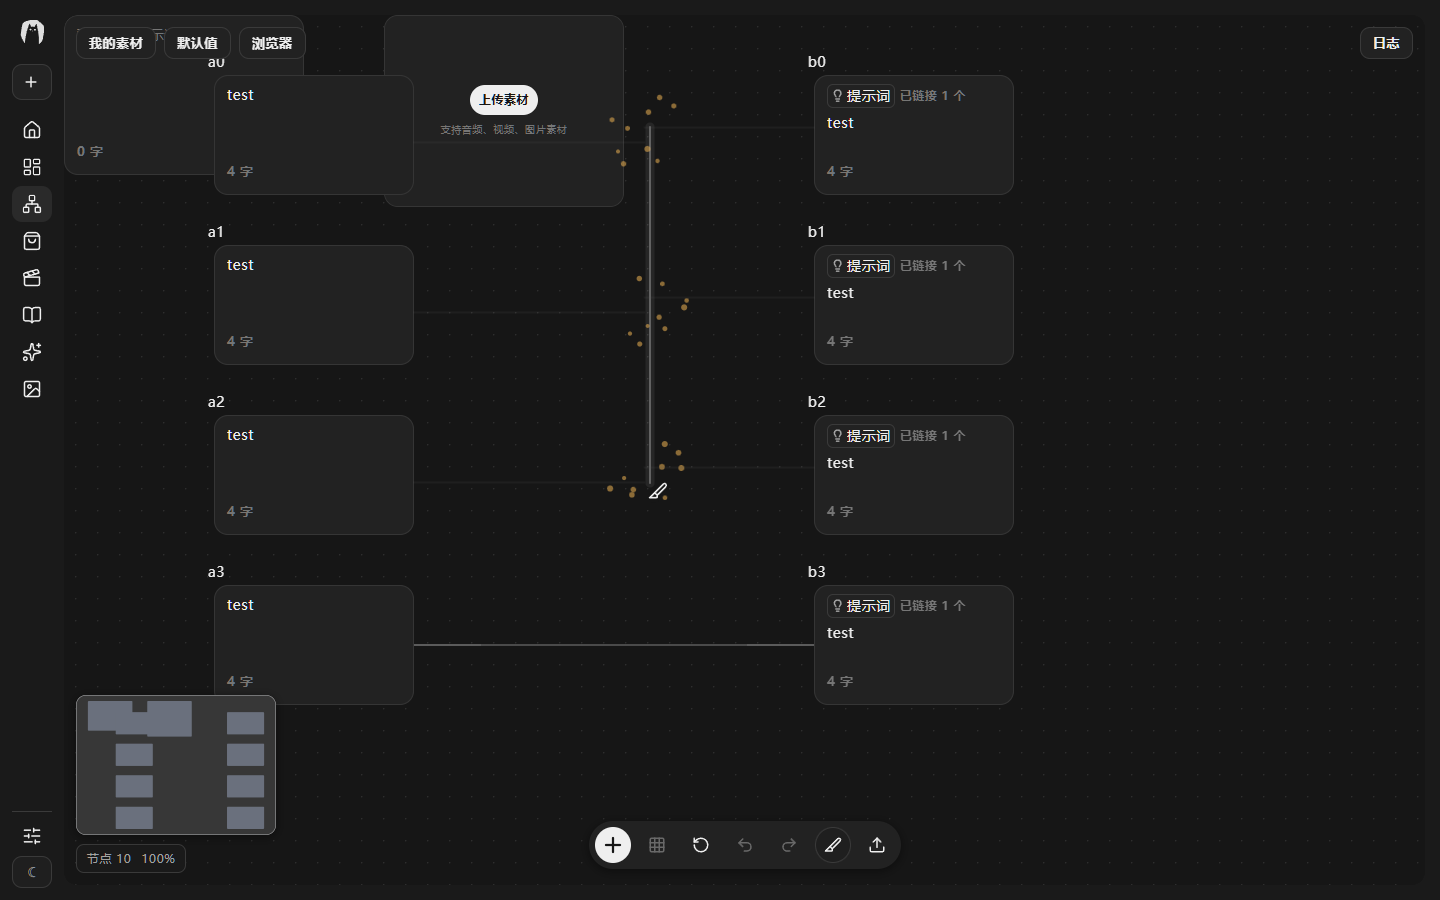 我的素材
默认值
浏览器
日志
示
0 字
上传素材
支持音频、视频、图片素材
a0
test
4 字
b0
提示词 已链接 1 个
test
4 字
a1
test
4 字
b1
提示词 已链接 1 个
test
4 字
a2
test
4 字
b2
提示词 已链接 1 个
test
4 字
a3
test
4 字
b3
提示词 已链接 1 个
test
4 字
节点 10 100%